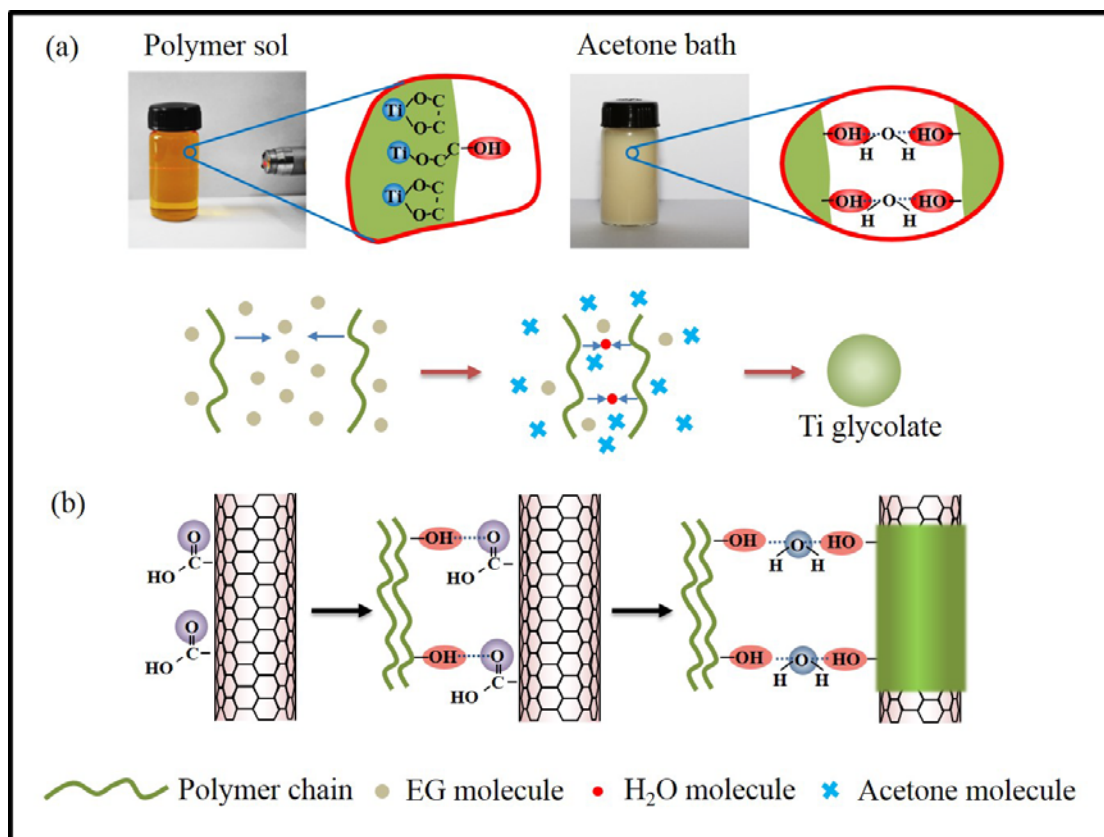 (a)
Polymer sol
Acetone bath
Ti O-C
O-C
Ti O-C C-OH
Ti O-C
O-C
OH O HO
H H
OH O HO
H H
Ti glycolate
(b)
O
C
HO
O
C
HO
OH O
C
HO
OH O
C
HO
OH O HO
H H
OH O HO
H H
Polymer chain EG molecule H₂O molecule Acetone molecule